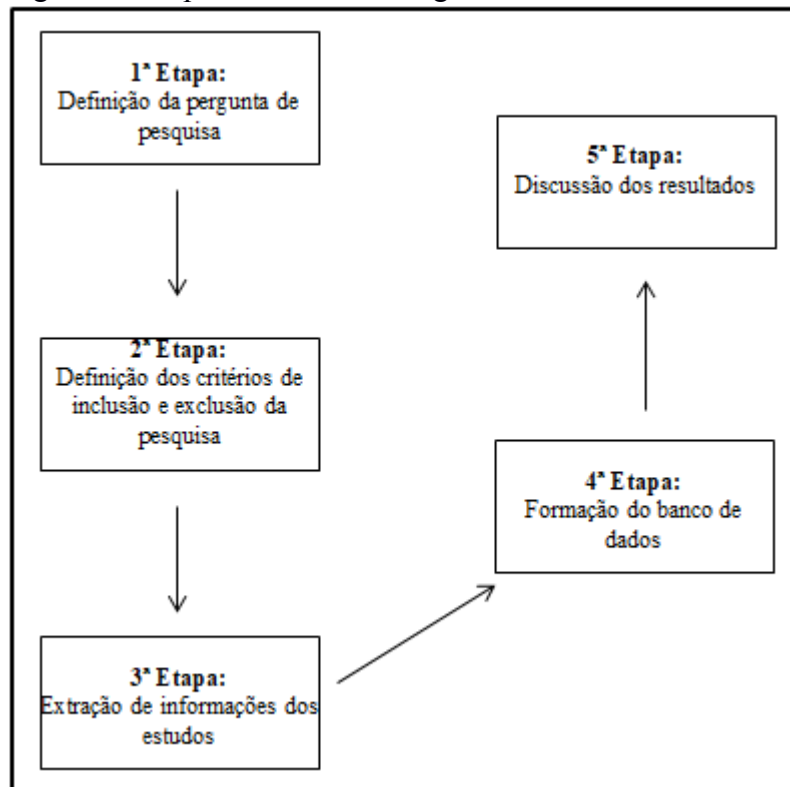 1ª Etapa:
Definição da pergunta de
pesquisa
2ª Etapa:
Definição dos critérios de
inclusão e exclusão da
pesquisa
3ª Etapa:
Extração de informações dos
estudos
4ª Etapa:
Formação do banco de
dados
5ª Etapa:
Discussão dos resultados